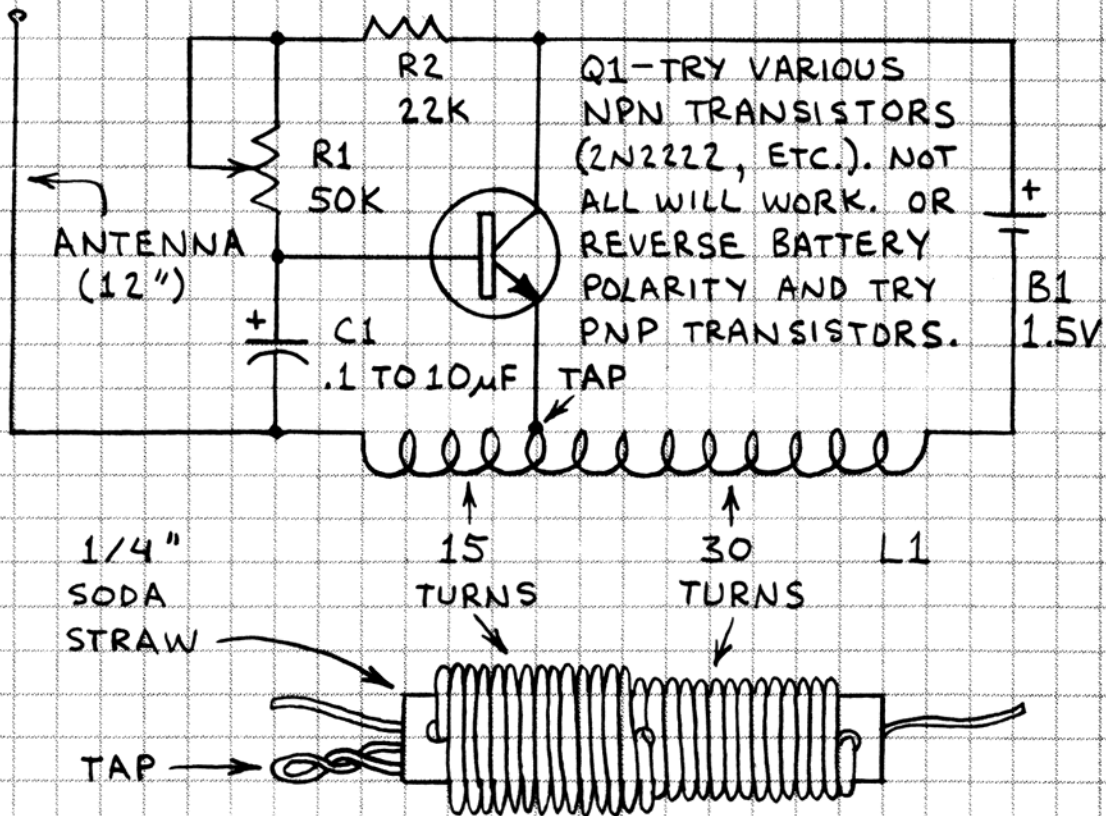 R2
22K
R1
50K
ANTENNA
(12")
+
C1
.1 TO 10μF
Q1-TRY VARIOUS
NPN TRANSISTORS
(2N2222, ETC.). NOT
ALL WILL WORK. OR
REVERSE BATTERY
POLARITY AND TRY
PNP TRANSISTORS.
+
B1
1.5V
TAP
15
TURNS
30
TURNS
L1
1/4"
SODA
STRAW
TAP